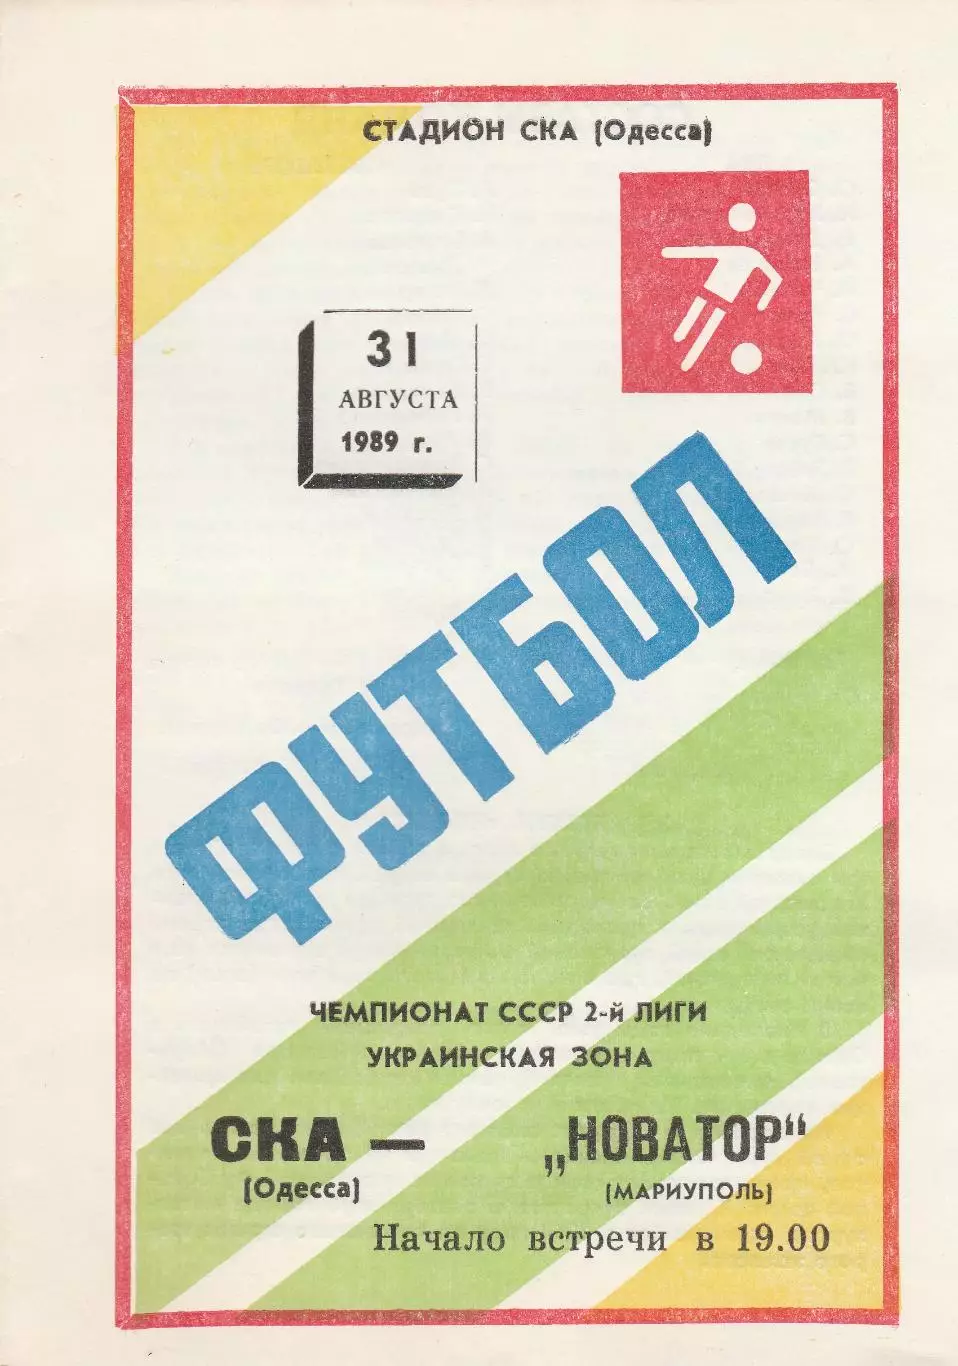 СТАДИОН СКА (Одесса)
31
АВГУСТА
1989 г.
ФУТБОЛ
ЧЕМПИОНАТ СССР 2-й ЛИГИ
УКРАИНСКАЯ ЗОНА
СКА — „НОВАТОР“
(Одесса) (МАРИУПОЛЬ)
Начало встречи в 19.00